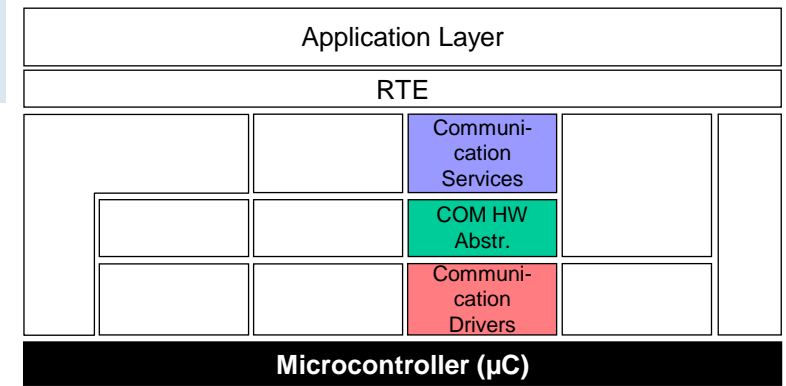 Application Layer
RTE
Communi-
cation
Services
COM HW
Abstr.
Communi-
cation
Drivers
Microcontroller (µC)